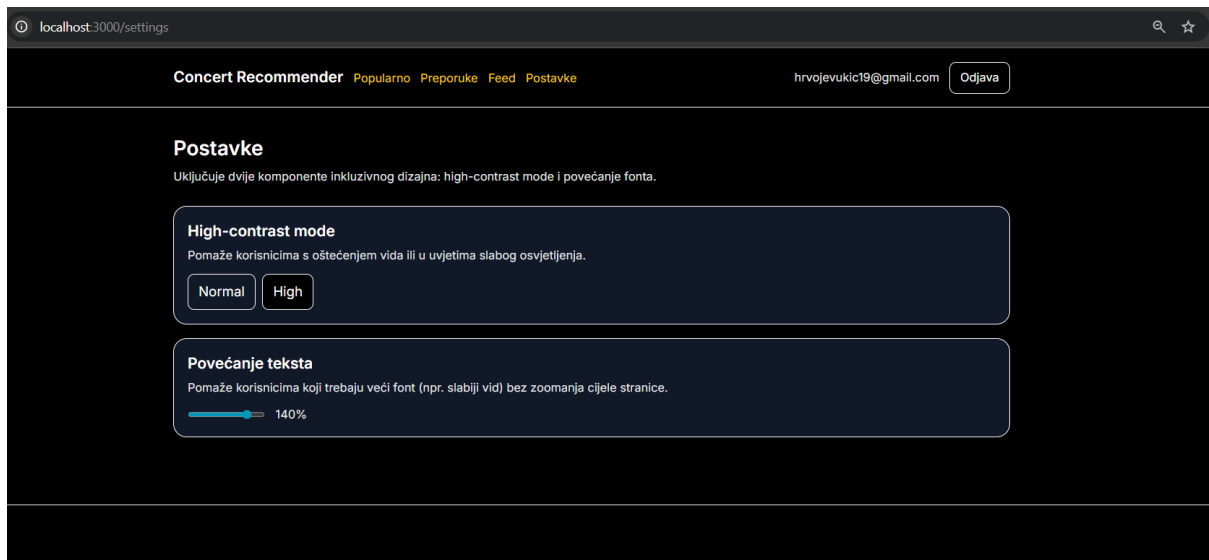 localhost:3000/settings
Concert Recommender Popularno Preporuke Feed Postavke hrvojevukic19@gmail.com Odjava
Postavke
Uključuje dvije komponente inkluzivnog dizajna: high-contrast mode i povećanje fonta.
High-contrast mode
Pomaže korisnicima s oštećenjem vida ili u uvjetima slabog osvjetljenja.
Normal High
Povećanje teksta
Pomaže korisnicima koji trebaju veći font (npr. slabiji vid) bez zoomanja cijele stranice.
140%